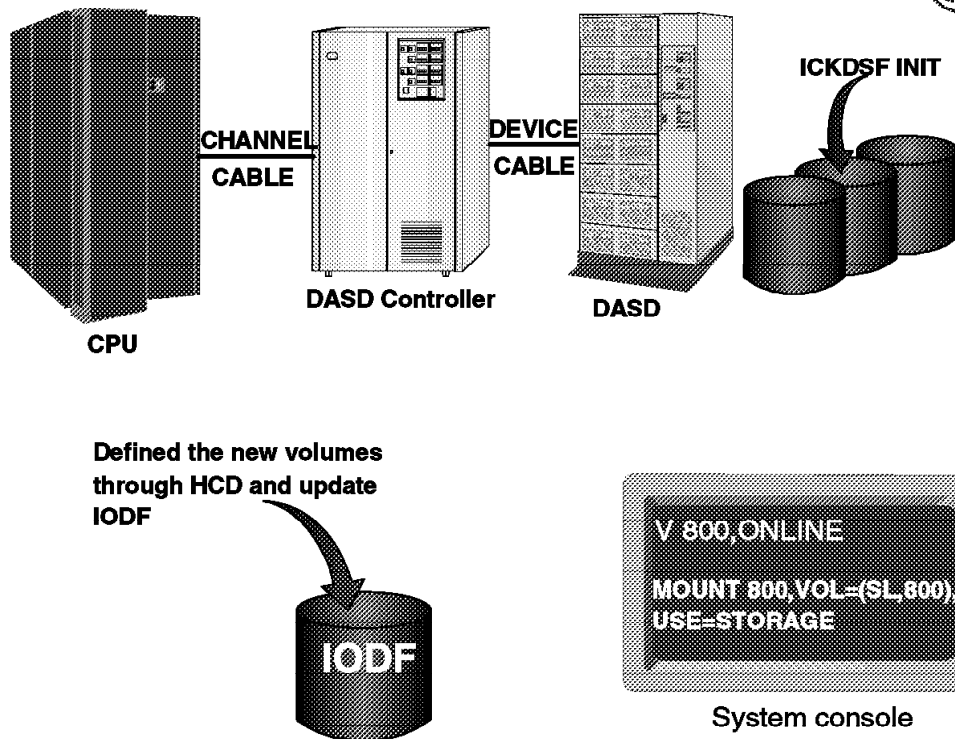 ICKDSF INIT
CHANNEL
CABLE
DEVICE
CABLE
DASD Controller
DASD
CPU
Defined the new volumes
through HCD and update
IODF
IODF
V 800,ONLINE
MOUNT 800,VOL=(SL,800),
USE=STORAGE
System console